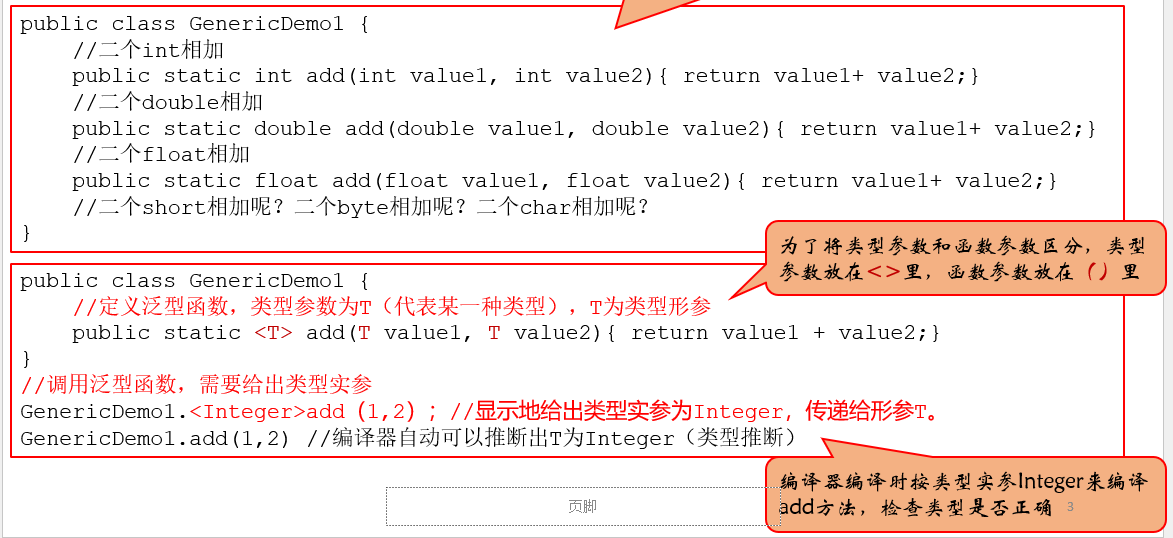 public class GenericDemo1 {
//二个int相加
public static int add(int value1, int value2){ return value1+ value2;}
//二个double相加
public static double add(double value1, double value2){ return value1+ value2;}
//二个float相加
public static float add(float value1, float value2){ return value1+ value2;}
//二个short相加呢？二个byte相加呢？二个char相加呢？
}
为了将类型参数和函数参数区分，类型
参数放在<>里，函数参数放在（）里
public class GenericDemo1 {
//定义泛型函数，类型参数为T（代表某一种类型），T为类型形参
public static <T> add(T value1, T value2){ return value1 + value2;}
}
//调用泛型函数，需要给出类型实参
GenericDemo1.<Integer>add（1,2）；//显示地给出类型实参为Integer，传递给形参T。
GenericDemo1.add(1,2) //编译器自动可以推断出T为Integer（类型推断）
编译器编译时按类型实参Integer来编译
add方法，检查类型是否正确
页脚
3